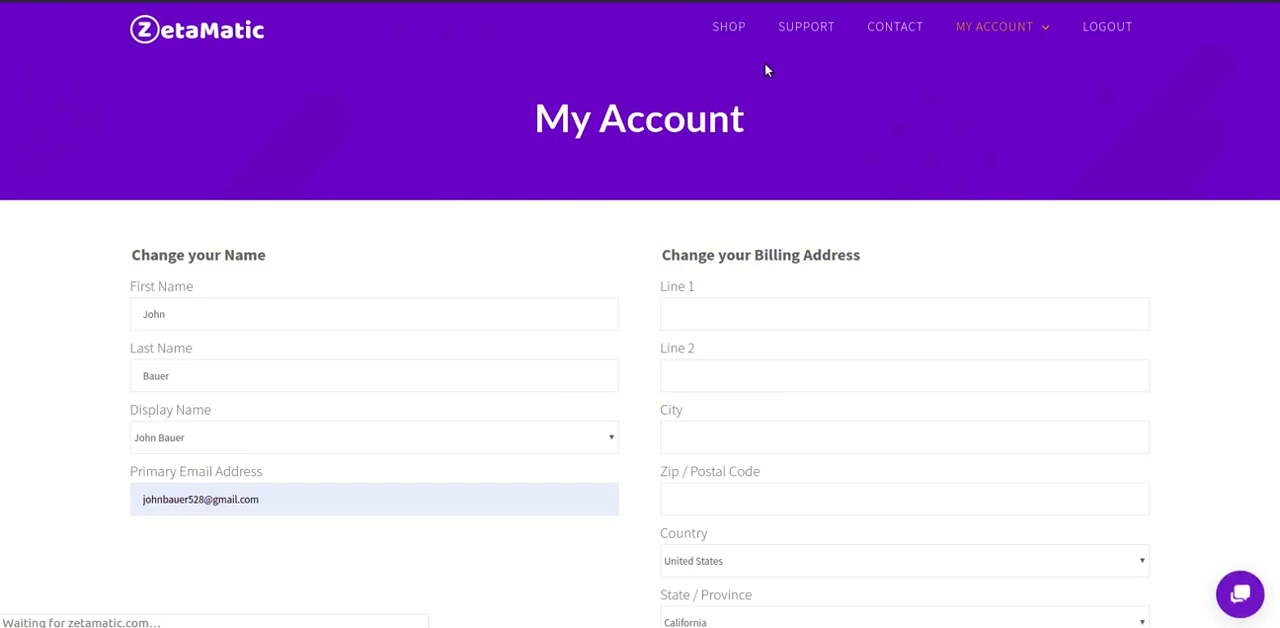 ZetaMatic
SHOP SUPPORT CONTACT MY ACCOUNT LOGOUT
My Account
Change your Name
First Name
John
Last Name
Bauer
Display Name
John Bauer
Primary Email Address
johnbauer528@gmail.com
Change your Billing Address
Line 1
Line 2
City
Zip / Postal Code
Country
United States
State / Province
California
Waiting for zetamatic.com...